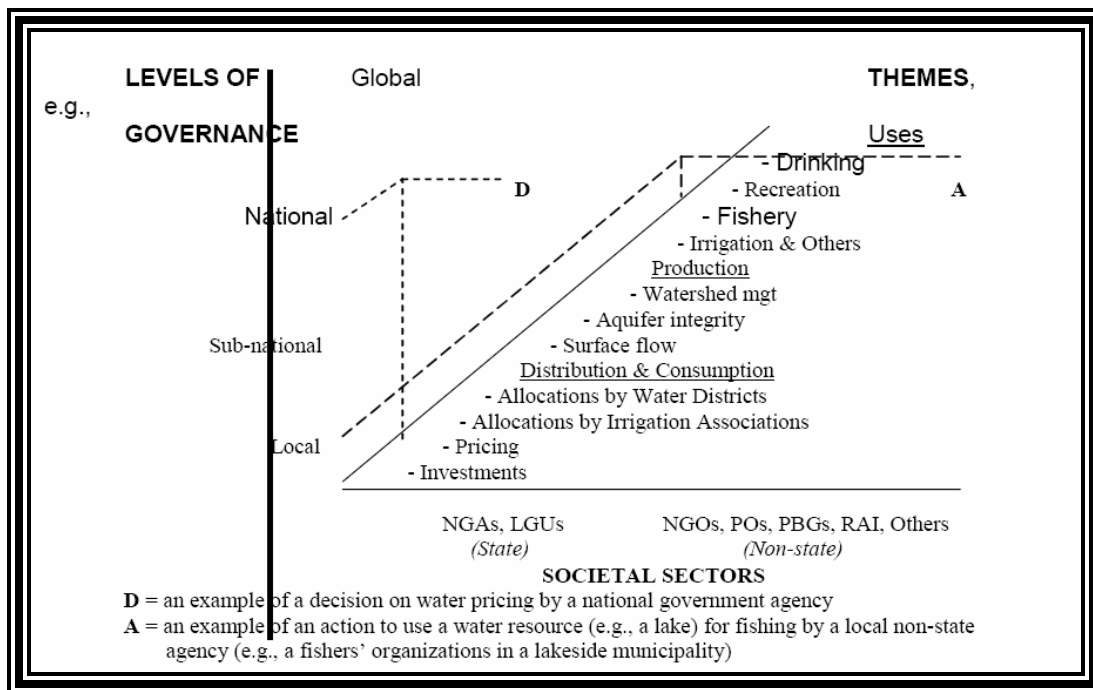 LEVELS OF Global THEMES,
e.g.,
GOVERNANCE Uses
- Drinking
D - Recreation A
National - Fishery
- Irrigation & Others
Production
- Watershed mgt
- Aquifer integrity
Sub-national - Surface flow
Distribution & Consumption
- Allocations by Water Districts
- Allocations by Irrigation Associations
Local - Pricing
- Investments
NGAs, LGUs NGOs, POs, PBGs, RAI, Others
(State) (Non-state)
SOCIETAL SECTORS
D = an example of a decision on water pricing by a national government agency
A = an example of an action to use a water resource (e.g., a lake) for fishing by a local non-state
agency (e.g., a fishers' organizations in a lakeside municipality)